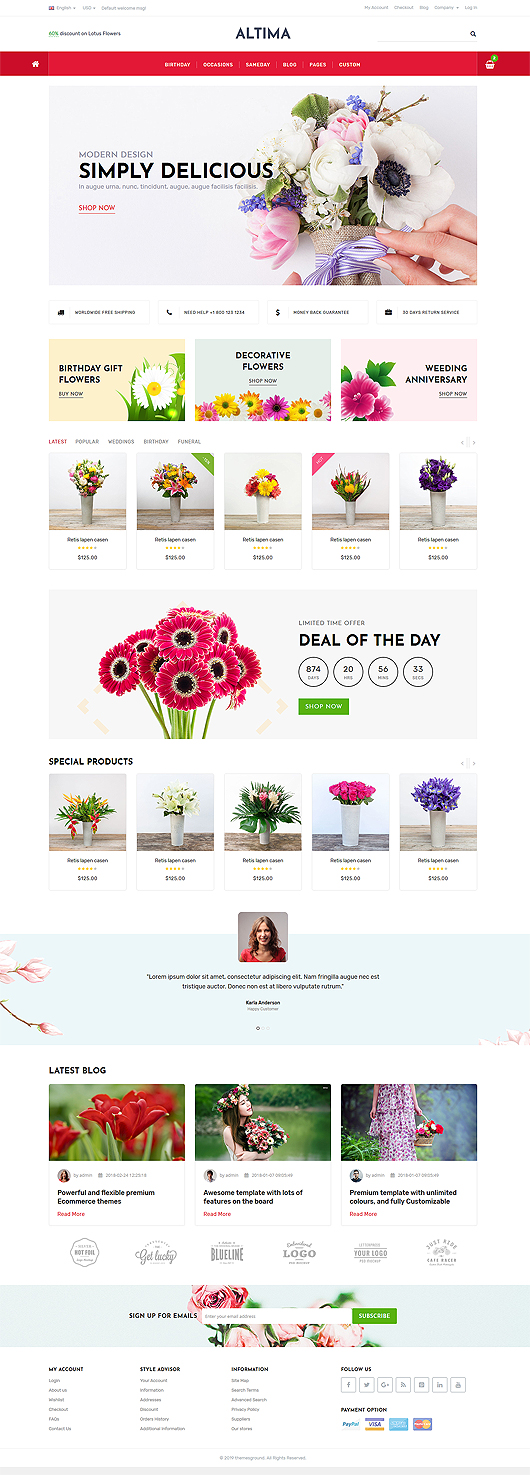 English USD Default welcome msg! My Account Checkout Blog Company Log In
60% discount on Lotus Flowers
ALTIMA
BIRTHDAY OCCASIONS SAMEDAY BLOG PAGES CUSTOM
MODERN DESIGN
SIMPLY DELICIOUS
In augue urna, nunc, tincidunt, augue, augue facilisis facilisis.
SHOP NOW
WORLDWIDE FREE SHIPPING NEED HELP +1 800 123 1234 MONEY BACK GUARANTEE 30 DAYS RETURN SERVICE
BIRTHDAY GIFT
FLOWERS
BUY NOW
DECORATIVE
FLOWERS
SHOP NOW
WEEDING
ANNIVERSARY
SHOP NOW
LATEST POPULAR WEDDINGS BIRTHDAY FUNERAL
HOT
Retis lapen casen Retis lapen casen Retis lapen casen Retis lapen casen Retis lapen casen
$125.00 $125.00 $125.00 $125.00 $125.00
LIMITED TIME OFFER
DEAL OF THE DAY
874 20 56 33
DAYS HRS MINS SECS
SHOP NOW
SPECIAL PRODUCTS
Retis lapen casen Retis lapen casen Retis lapen casen Retis lapen casen Retis lapen casen
$125.00 $125.00 $125.00 $125.00 $125.00
"Lorem ipsum dolor sit amet, consectetur adipiscing elit. Nam fringilla augue nec est
tristique auctor. Donec non est at libero vulputate rutrum."
Karla Anderson
Happy Customer
LATEST BLOG
by admin 2018-02-24 12:25:18
Powerful and flexible premium
Ecommerce themes
Read More
by admin 2018-01-07 09:05:49
Awesome template with lots of
features on the board
Read More
by admin 2018-01-07 09:05:49
Premium template with unlimited
colours, and fully Customizable
Read More
HOT FOIL Get lucky BLUELINE LOGO YOUR LOGO JUST RIDE
SIGN UP FOR EMAILS Enter your email address SUBSCRIBE
MY ACCOUNT
Login
About us
Wishlist
Checkout
FAQs
Contact Us
STYLE ADVISOR
Your Account
Information
Addresses
Discount
Orders History
Additional Information
INFORMATION
Site Map
Search Terms
Advanced Search
Privacy Policy
Suppliers
Our stores
FOLLOW US
PAYMENT OPTION
PayPal VISA
© 2019 themesground. All Rights Reserved.